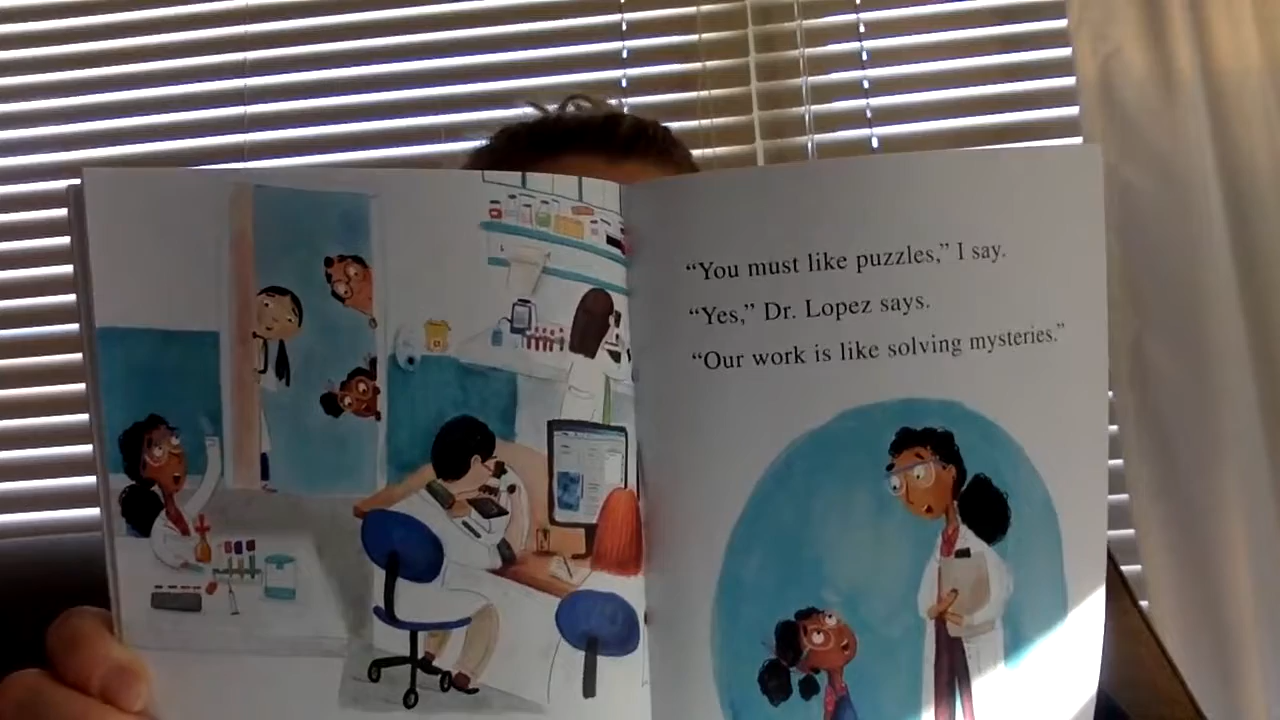 “You must like puzzles,” I say.
“Yes,” Dr. Lopez says.
“Our work is like solving mysteries.”